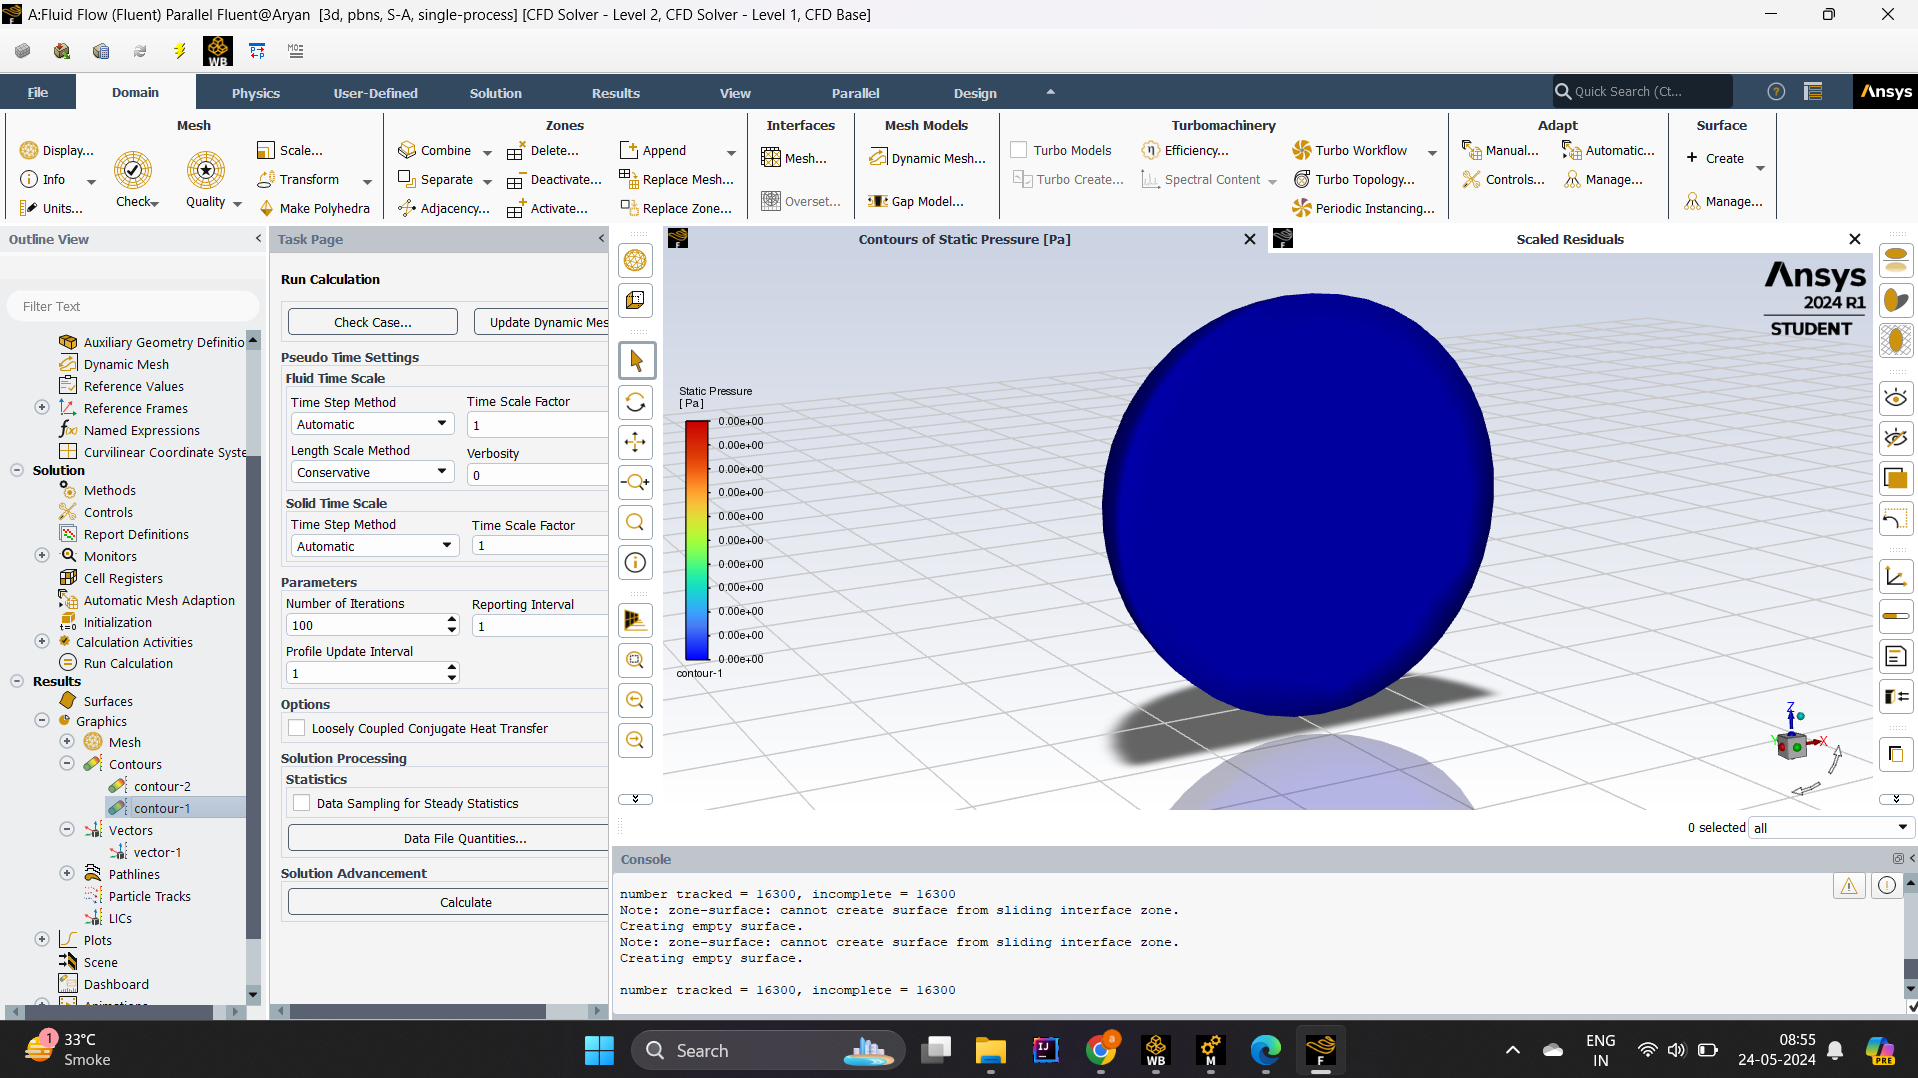 A:Fluid Flow (Fluent) Parallel Fluent@Aryan [3d, pbns, S-A, single-process] [CFD Solver - Level 2, CFD Solver - Level 1, CFD Base]
WB
File Domain Physics User-Defined Solution Results View Parallel Design Quick Search (Ct... Ansys
Mesh Zones Interfaces Mesh Models Turbomachinery Adapt Surface
Display... Scale... Combine Delete... Append Mesh... Dynamic Mesh... Turbo Models Efficiency... Turbo Workflow Manual... Automatic... Create
Info Transform Separate Deactivate... Replace Mesh... Turbo Create... Spectral Content Turbo Topology... Controls... Manage...
Check Quality
Units... Make Polyhedra Adjacency... Activate... Replace Zone... Overset... Gap Model... Periodic Instancing... Manage...
Outline View
Filter Text
Auxiliary Geometry Definitio
Dynamic Mesh
Reference Values
Reference Frames
Named Expressions
Curvilinear Coordinate Syste
Solution
Methods
Controls
Report Definitions
Monitors
Cell Registers
Automatic Mesh Adaption
Initialization
Calculation Activities
Run Calculation
Results
Surfaces
Graphics
Mesh
Contours
contour-2
contour-1
Vectors
vector-1
Pathlines
Particle Tracks
LICs
Plots
Scene
Dashboard
Task Page
Run Calculation
Check Case... Update Dynamic Mes
Pseudo Time Settings
Fluid Time Scale
Time Step Method Time Scale Factor
Automatic 1
Length Scale Method Verbosity
Conservative 0
Solid Time Scale
Time Step Method Time Scale Factor
Automatic 1
Parameters
Number of Iterations Reporting Interval
100 1
Profile Update Interval
1
Options
Loosely Coupled Conjugate Heat Transfer
Solution Processing
Statistics
Data Sampling for Steady Statistics
Data File Quantities...
Solution Advancement
Calculate
Contours of Static Pressure [Pa] Scaled Residuals
Ansys
2024 R1
STUDENT
Static Pressure
[ Pa ]
0.00e+00
0.00e+00
0.00e+00
0.00e+00
0.00e+00
0.00e+00
0.00e+00
0.00e+00
0.00e+00
0.00e+00
0.00e+00
contour-1
Z
Y X
0 selected all
Console
number tracked = 16300, incomplete = 16300
Note: zone-surface: cannot create surface from sliding interface zone.
Creating empty surface.
Note: zone-surface: cannot create surface from sliding interface zone.
Creating empty surface.
number tracked = 16300, incomplete = 16300
1 33°C
Smoke
Search
ENG
IN
08:55
24-05-2024